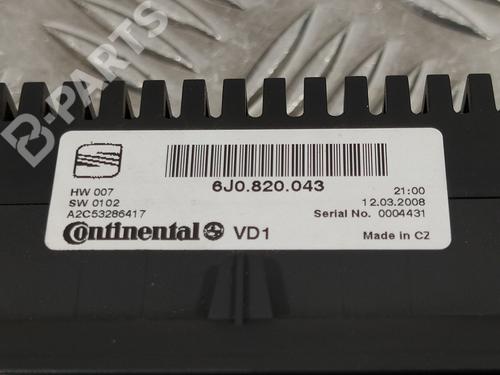 B-PARTS
6J0.820.043
HW 007
21:00
SW 0102
12.03.2008
A2C53286417
Serial No. 0004431
Continental VD1
Made in CZ